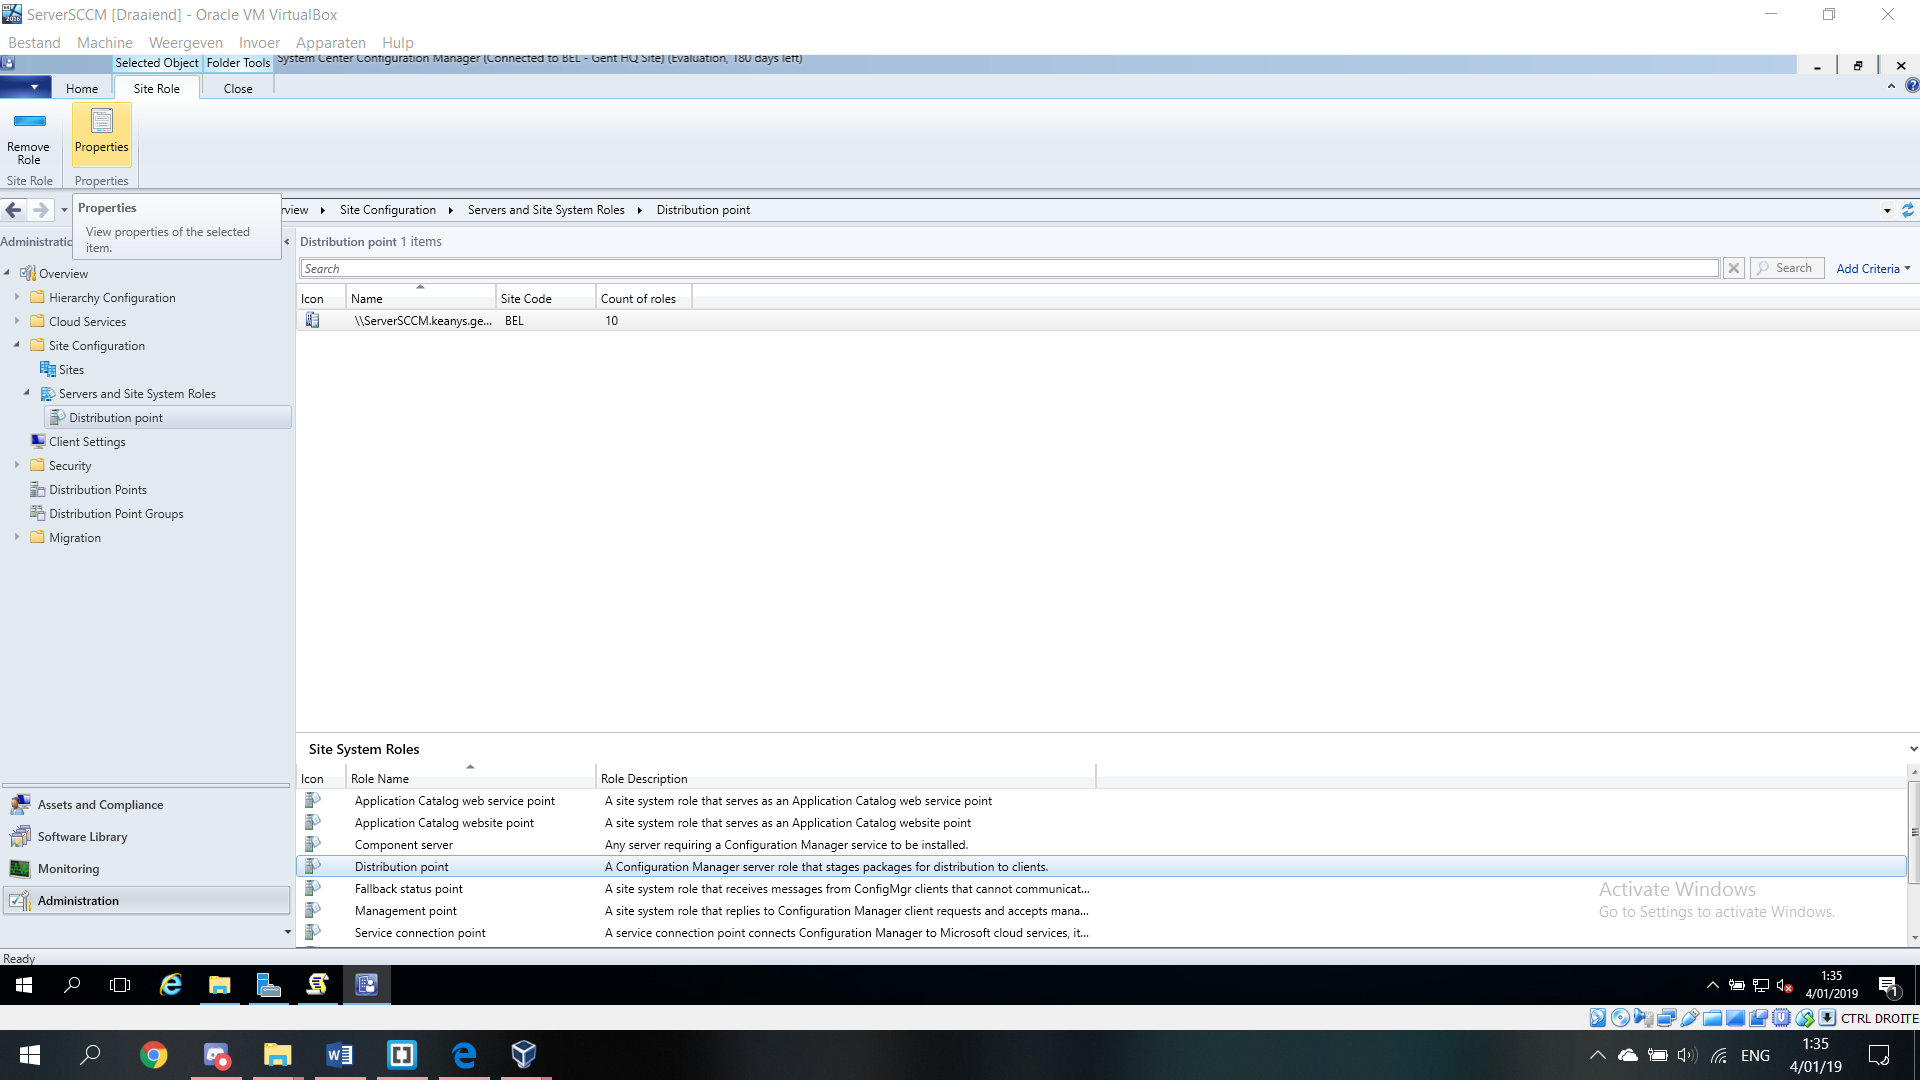 ServerSCCM [Draaiend] - Oracle VM VirtualBox
Bestand Machine Weergeven Invoer Apparaten Hulp
Selected Object Folder Tools System Center Configuration Manager (Connected to BEL - Gent HQ Site) (Evaluation, 180 days left)
Home Site Role Close
Remove Role Properties
Site Role Properties
Properties
View properties of the selected
item.
rview Site Configuration Servers and Site System Roles Distribution point
Administratio
Distribution point 1 items
Search Search Add Criteria
Icon Name Site Code Count of roles
\\ServerSCCM.keanys.ge... BEL 10
Overview
Hierarchy Configuration
Cloud Services
Site Configuration
Sites
Servers and Site System Roles
Distribution point
Client Settings
Security
Distribution Points
Distribution Point Groups
Migration
Site System Roles
Icon Role Name Role Description
Application Catalog web service point A site system role that serves as an Application Catalog web service point
Application Catalog website point A site system role that serves as an Application Catalog website point
Component server Any server requiring a Configuration Manager service to be installed.
Distribution point A Configuration Manager server role that stages packages for distribution to clients.
Fallback status point A site system role that receives messages from ConfigMgr clients that cannot communicat...
Management point A site system role that replies to Configuration Manager client requests and accepts mana...
Service connection point A service connection point connects Configuration Manager to Microsoft cloud services, it...
Assets and Compliance
Software Library
Monitoring
Administration
Activate Windows
Go to Settings to activate Windows.
Ready
1:35
4/01/2019
1
CTRL DROITE
ENG
1:35
4/01/19